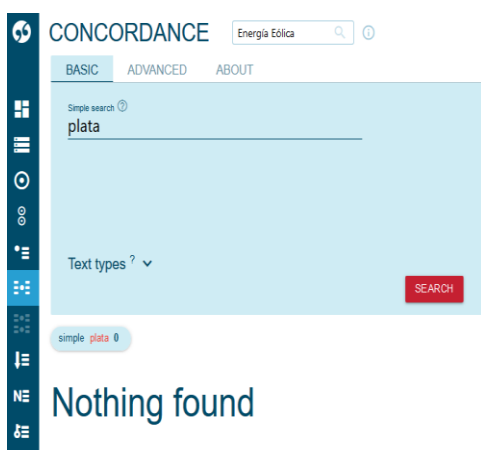 CONCORDANCE
Energía Eólica
BASIC ADVANCED ABOUT
Simple search ?
plata
Text types ?
SEARCH
simple plata 0
Nothing found